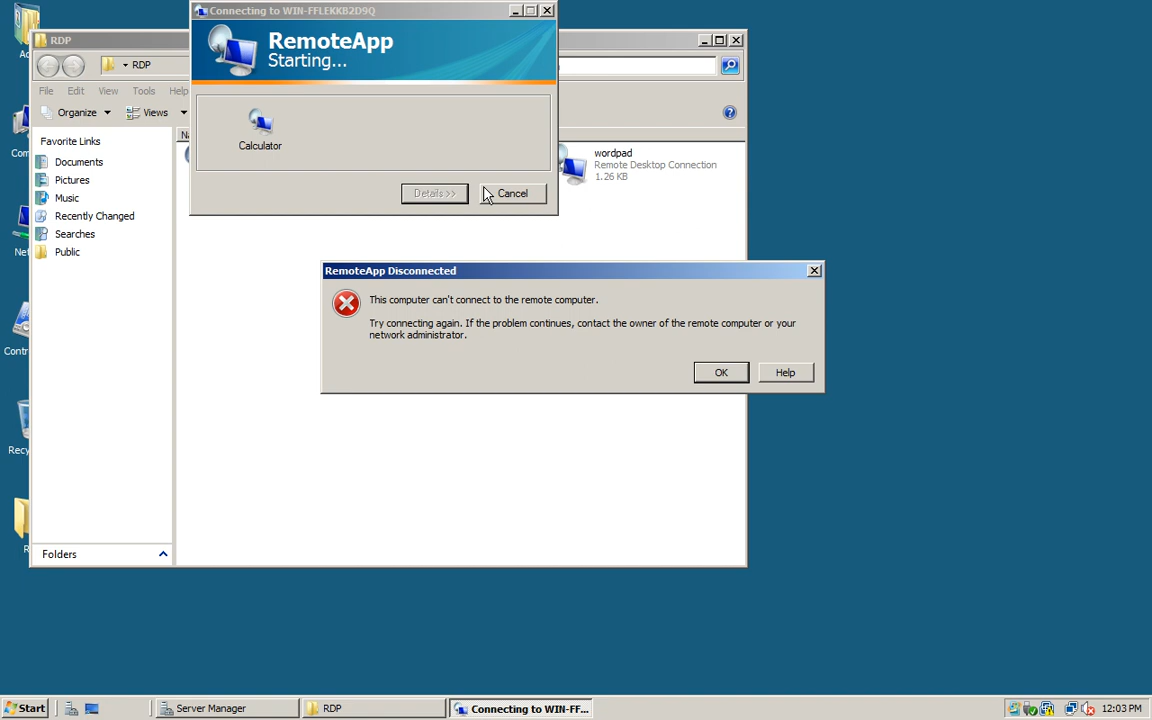 Connecting to WIN-FFLEKKB2D9Q
RemoteApp
Starting...
Calculator
Details >>
Cancel
RDP
RDP
File Edit View Tools Help
Organize Views
Favorite Links
Documents
Pictures
Music
Recently Changed
Searches
Public
Folders
wordpad
Remote Desktop Connection
1.26 KB
RemoteApp Disconnected
This computer can't connect to the remote computer.
Try connecting again. If the problem continues, contact the owner of the remote computer or your
network administrator.
OK Help
Start
Server Manager
RDP
Connecting to WIN-FF...
12:03 PM